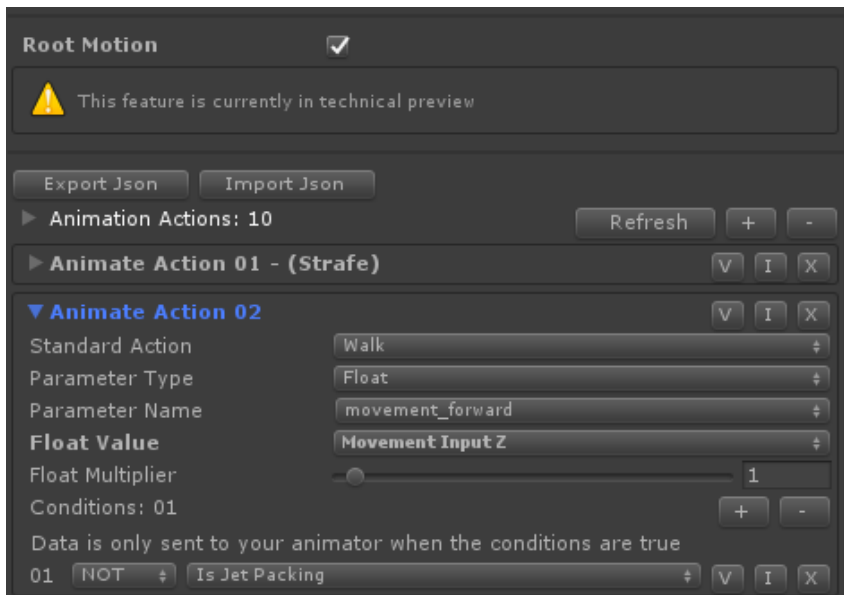 Root Motion
This feature is currently in technical preview
Export Json Import Json
Animation Actions: 10 Refresh + -
Animate Action 01 - (Strafe) V I X
Animate Action 02 V I X
Standard Action Walk
Parameter Type Float
Parameter Name movement_forward
Float Value Movement Input Z
Float Multiplier 1
Conditions: 01 + -
Data is only sent to your animator when the conditions are true
01 NOT Is Jet Packing V I X